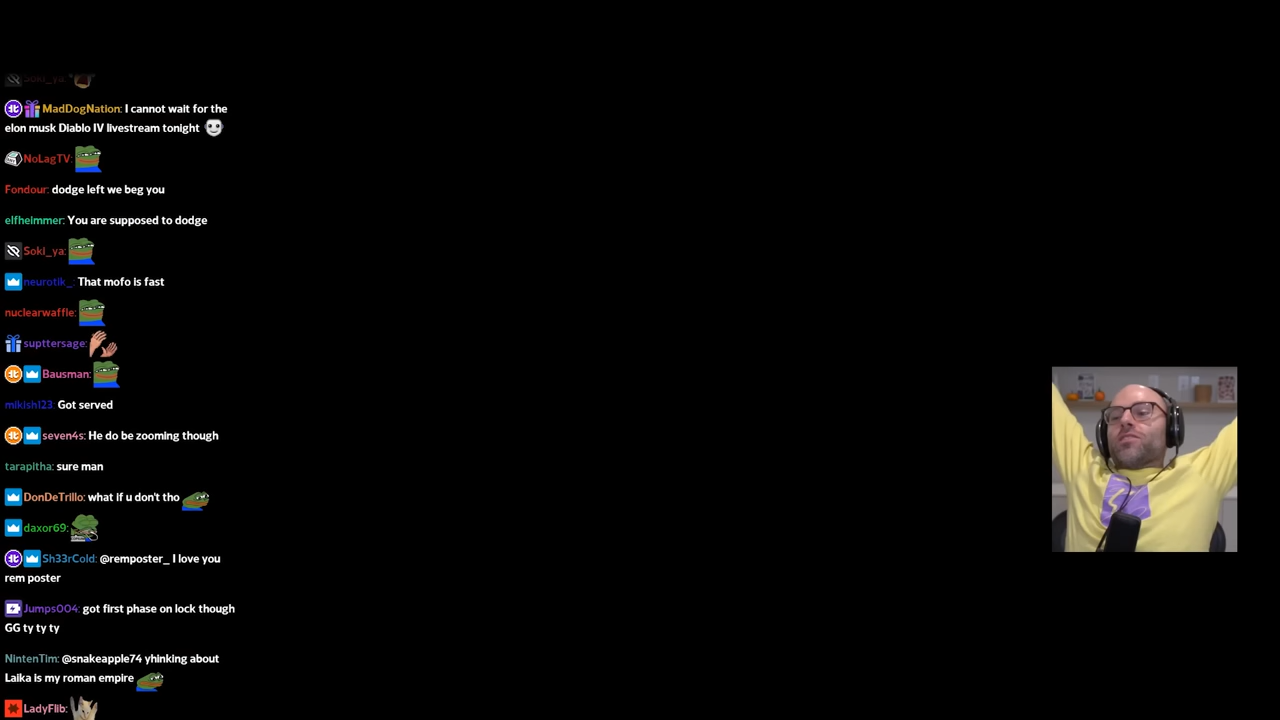 Soki_ya:
MadDogNation: I cannot wait for the
elon musk Diablo IV livestream tonight
NoLagTV:
Fondour: dodge left we beg you
elfheimmer: You are supposed to dodge
Soki_ya:
neurotik_: That mofo is fast
nuclearwaffle:
supttersage:
Bausman:
mikish123: Got served
seven4s: He do be zooming though
tarapitha: sure man
DonDeTrillo: what if u don't tho
daxor69:
Sh33rCold: @remposter_ I love you
rem poster
Jumps004: got first phase on lock though
GG ty ty ty
NintenTim: @snakeapple74 yhinking about
Laika is my roman empire
LadyFlib: